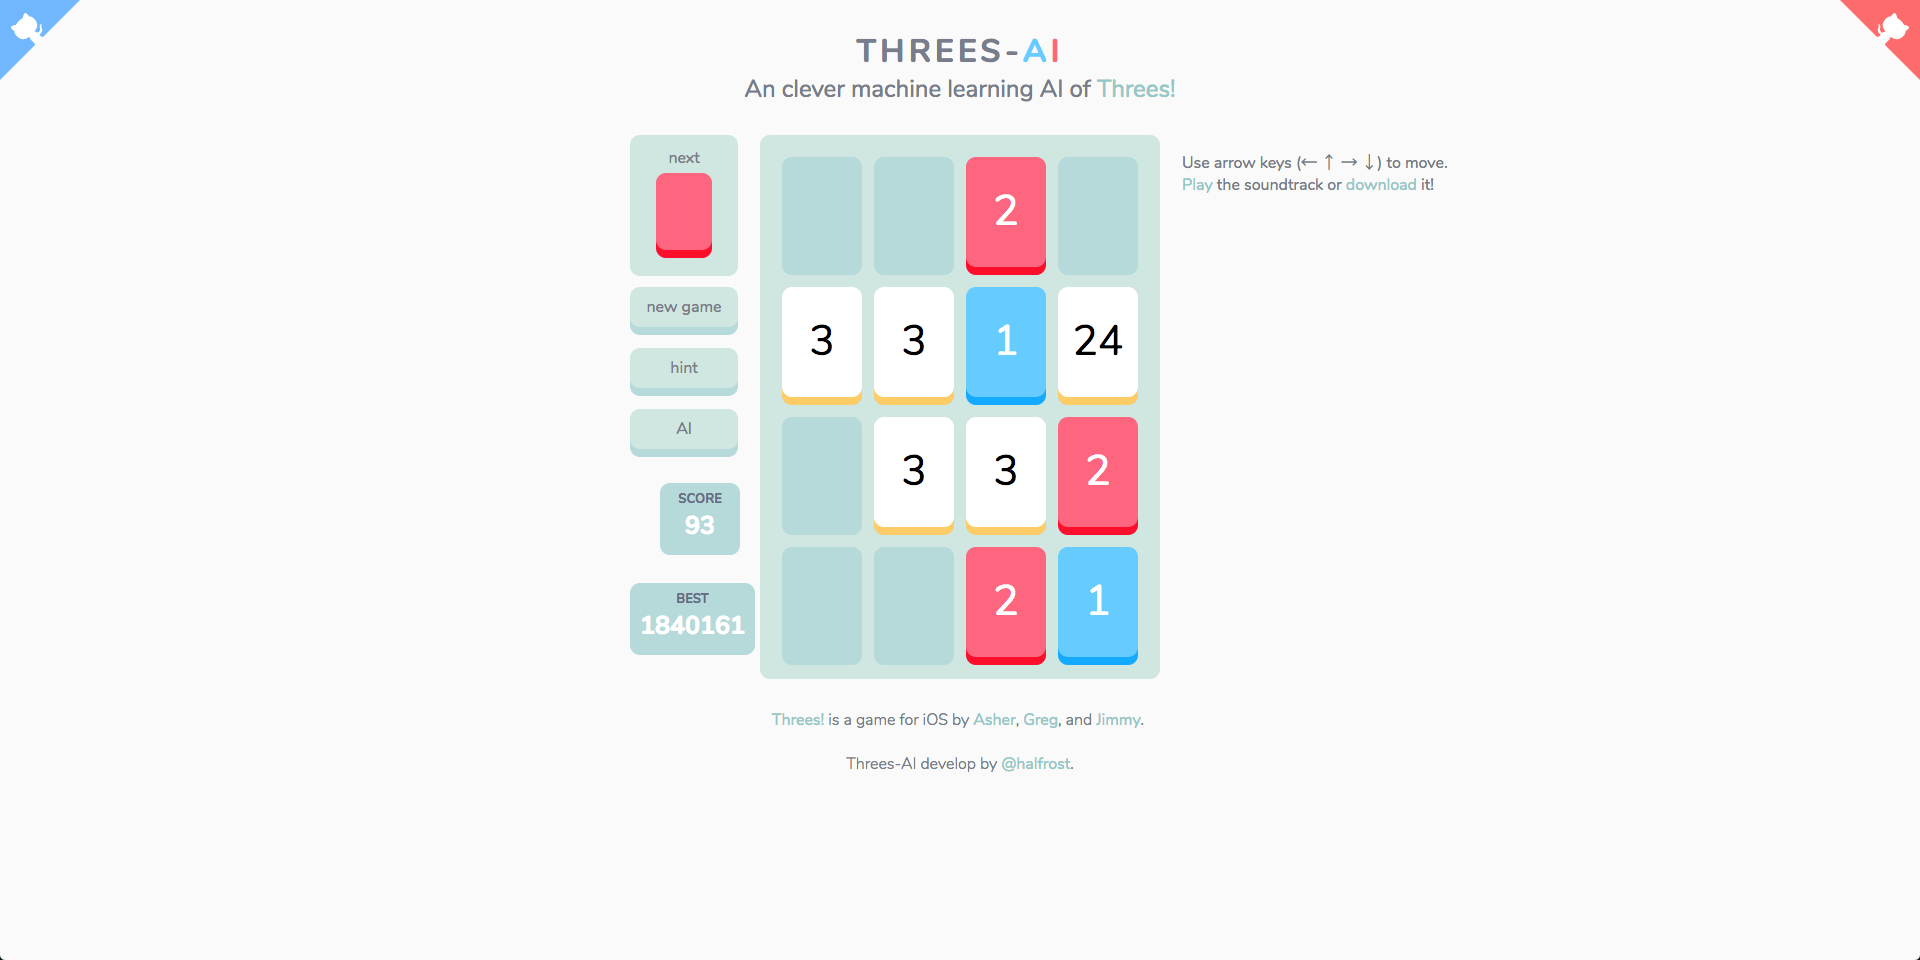 THREES-AI
An clever machine learning AI of Threes!
next
new game
hint
AI
SCORE
93
BEST
1840161
2
3 3 1 24
3 3 2
2 1
Use arrow keys (← ↑ → ↓) to move.
Play the soundtrack or download it!
Threes! is a game for iOS by Asher, Greg, and Jimmy.
Threes-AI develop by @halfrost.